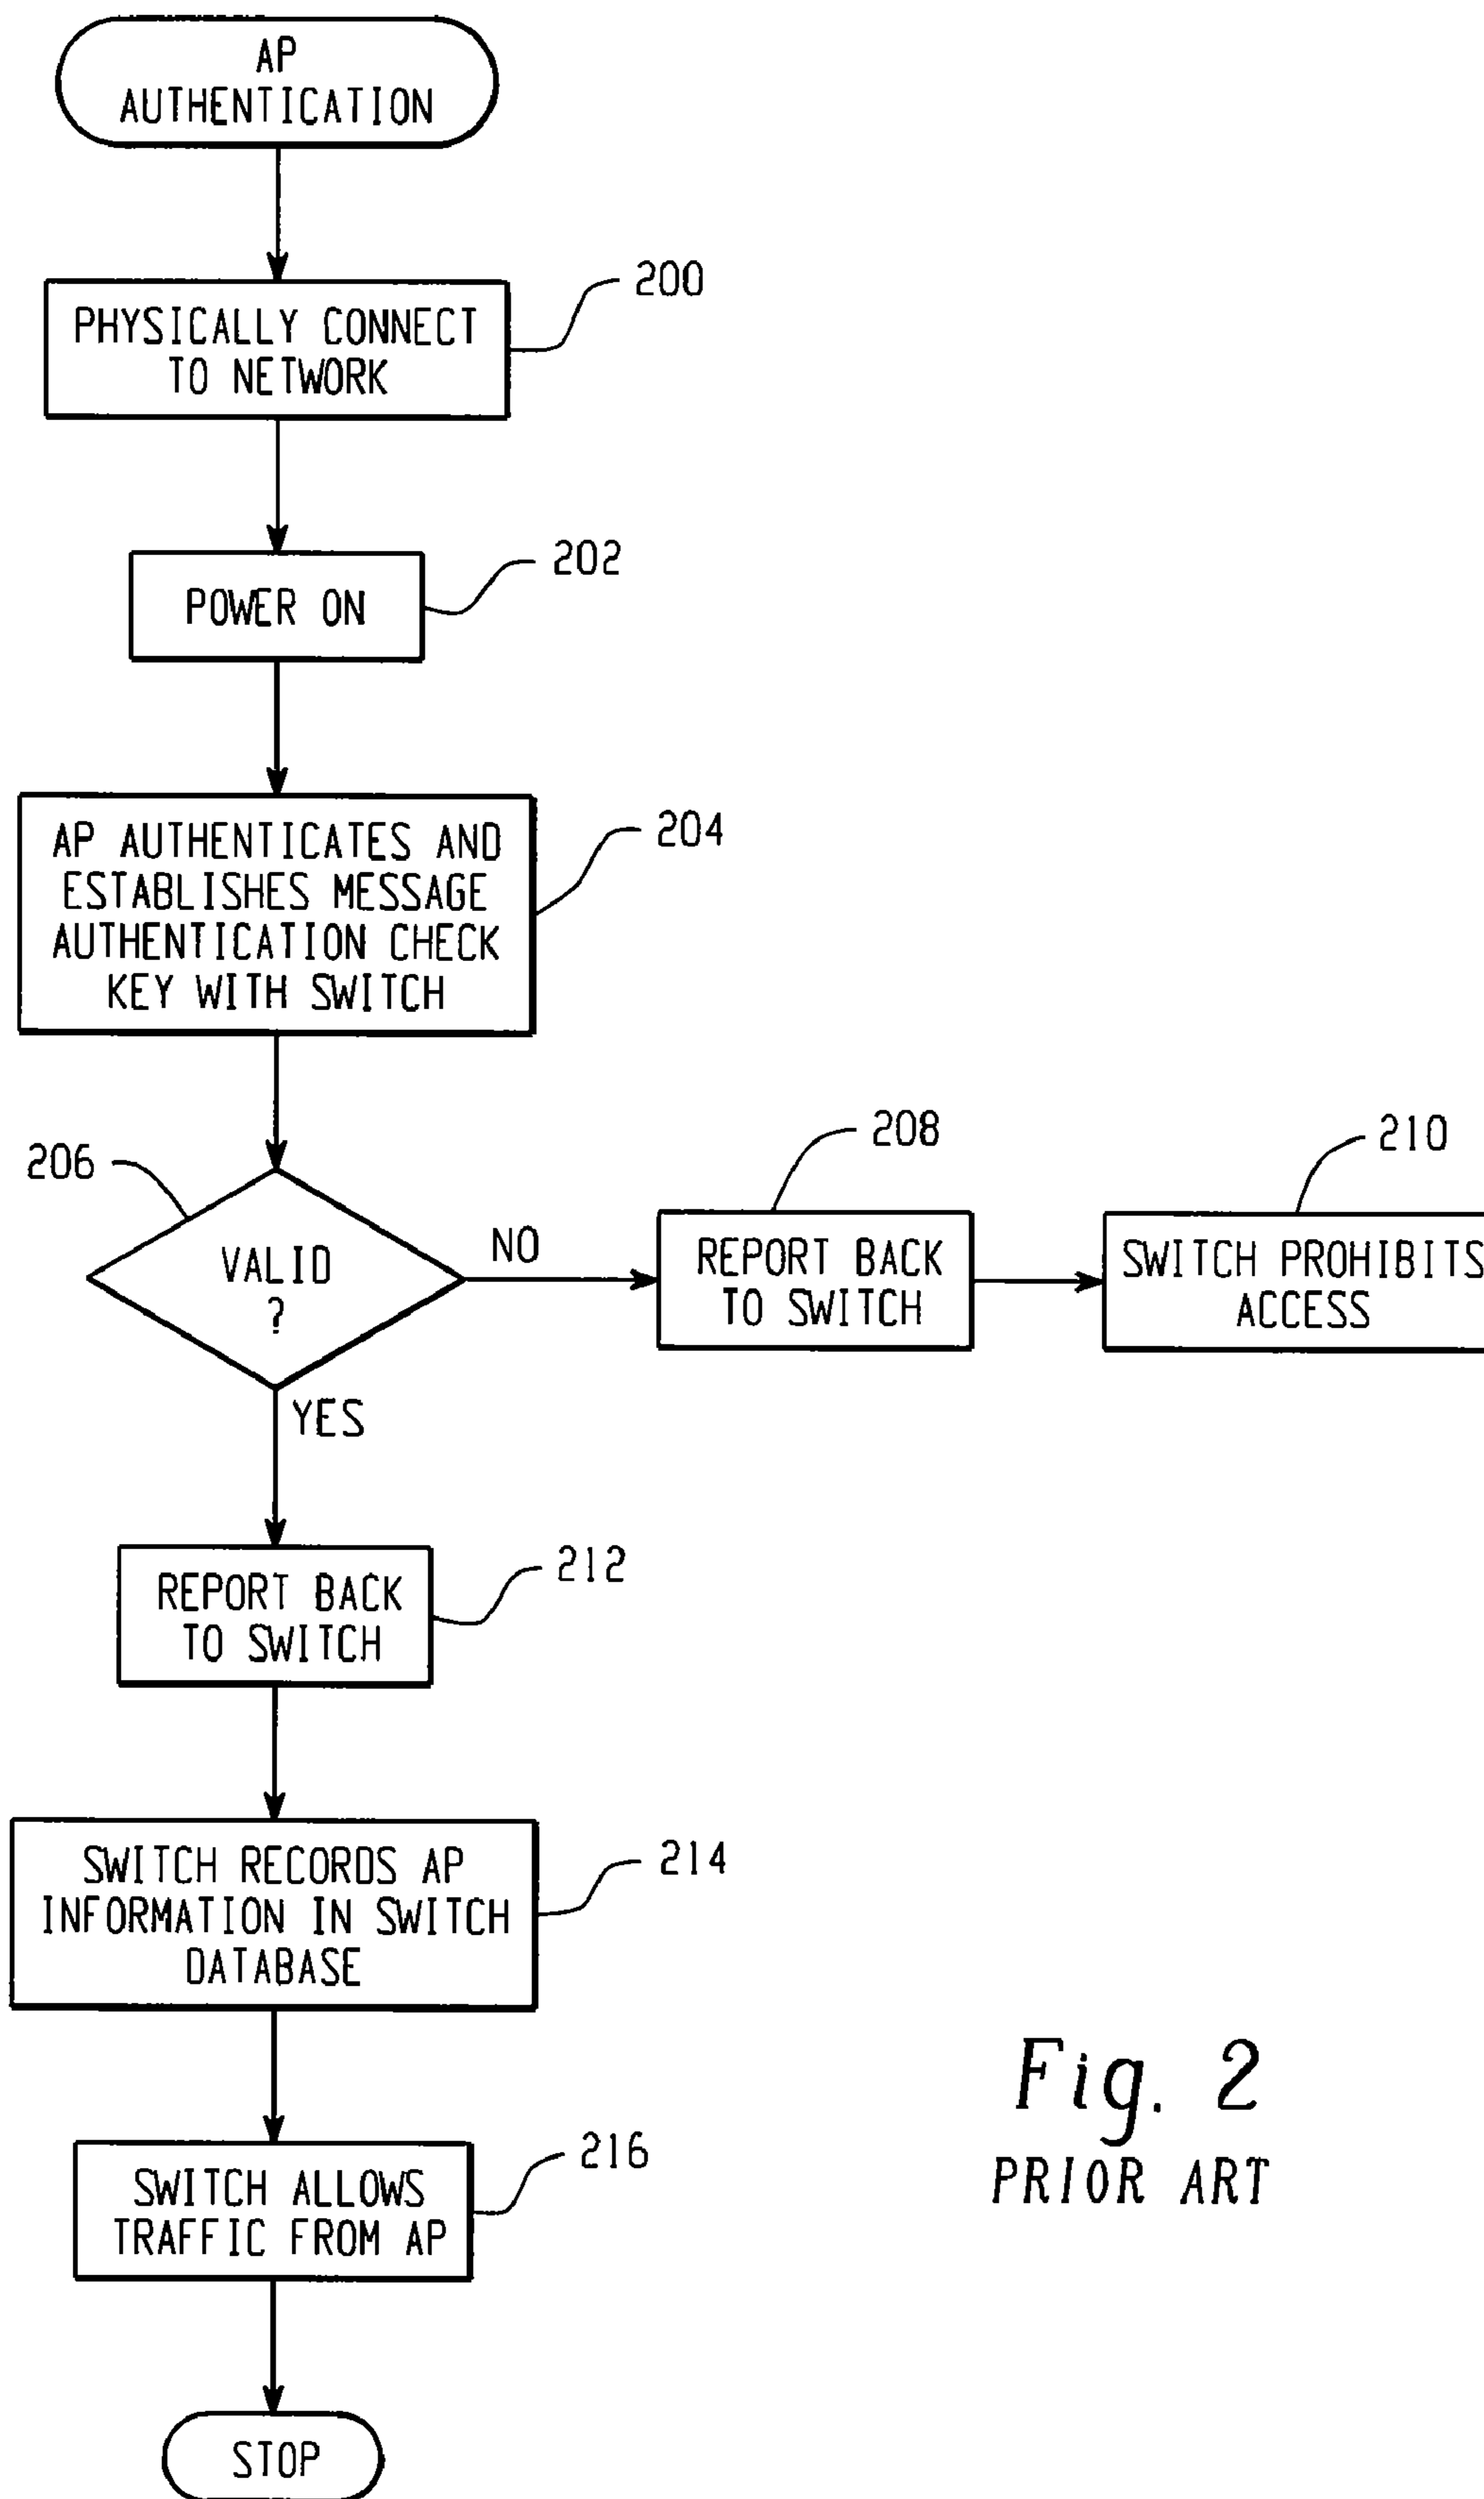 AP
AUTHENTICATION
200
PHYSICALLY CONNECT
TO NETWORK
202
POWER ON
204
AP AUTHENTICATES AND
ESTABLISHES MESSAGE
AUTHENTICATION CHECK
KEY WITH SWITCH
206
VALID
?
NO
208
REPORT BACK
TO SWITCH
210
SWITCH PROHIBITS
ACCESS
YES
212
REPORT BACK
TO SWITCH
214
SWITCH RECORDS AP
INFORMATION IN SWITCH
DATABASE
216
SWITCH ALLOWS
TRAFFIC FROM AP
STOP
Fig. 2
PRIOR ART